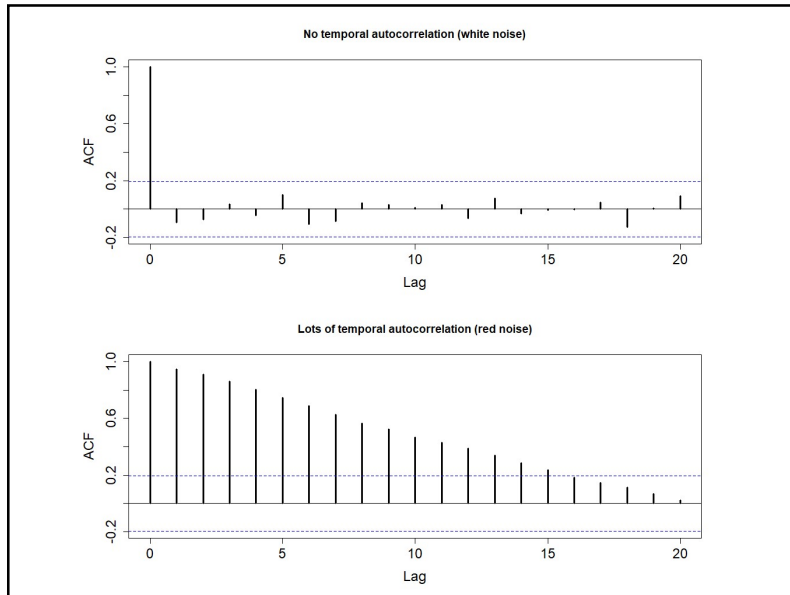 No temporal autocorrelation (white noise)
1.0
0.6
0.2
-0.2
ACF
0 5 10 15 20
Lag
Lots of temporal autocorrelation (red noise)
1.0
0.6
0.2
-0.2
ACF
0 5 10 15 20
Lag